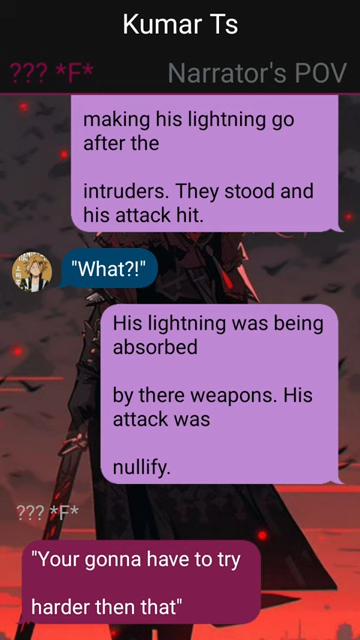 Kumar Ts
??? *F*
Narrator's POV
making his lightning go
after the
intruders. They stood and
his attack hit.
"What?!"
His lightning was being
absorbed
by there weapons. His
attack was
nullify.
??? *F*
"Your gonna have to try
harder then that"